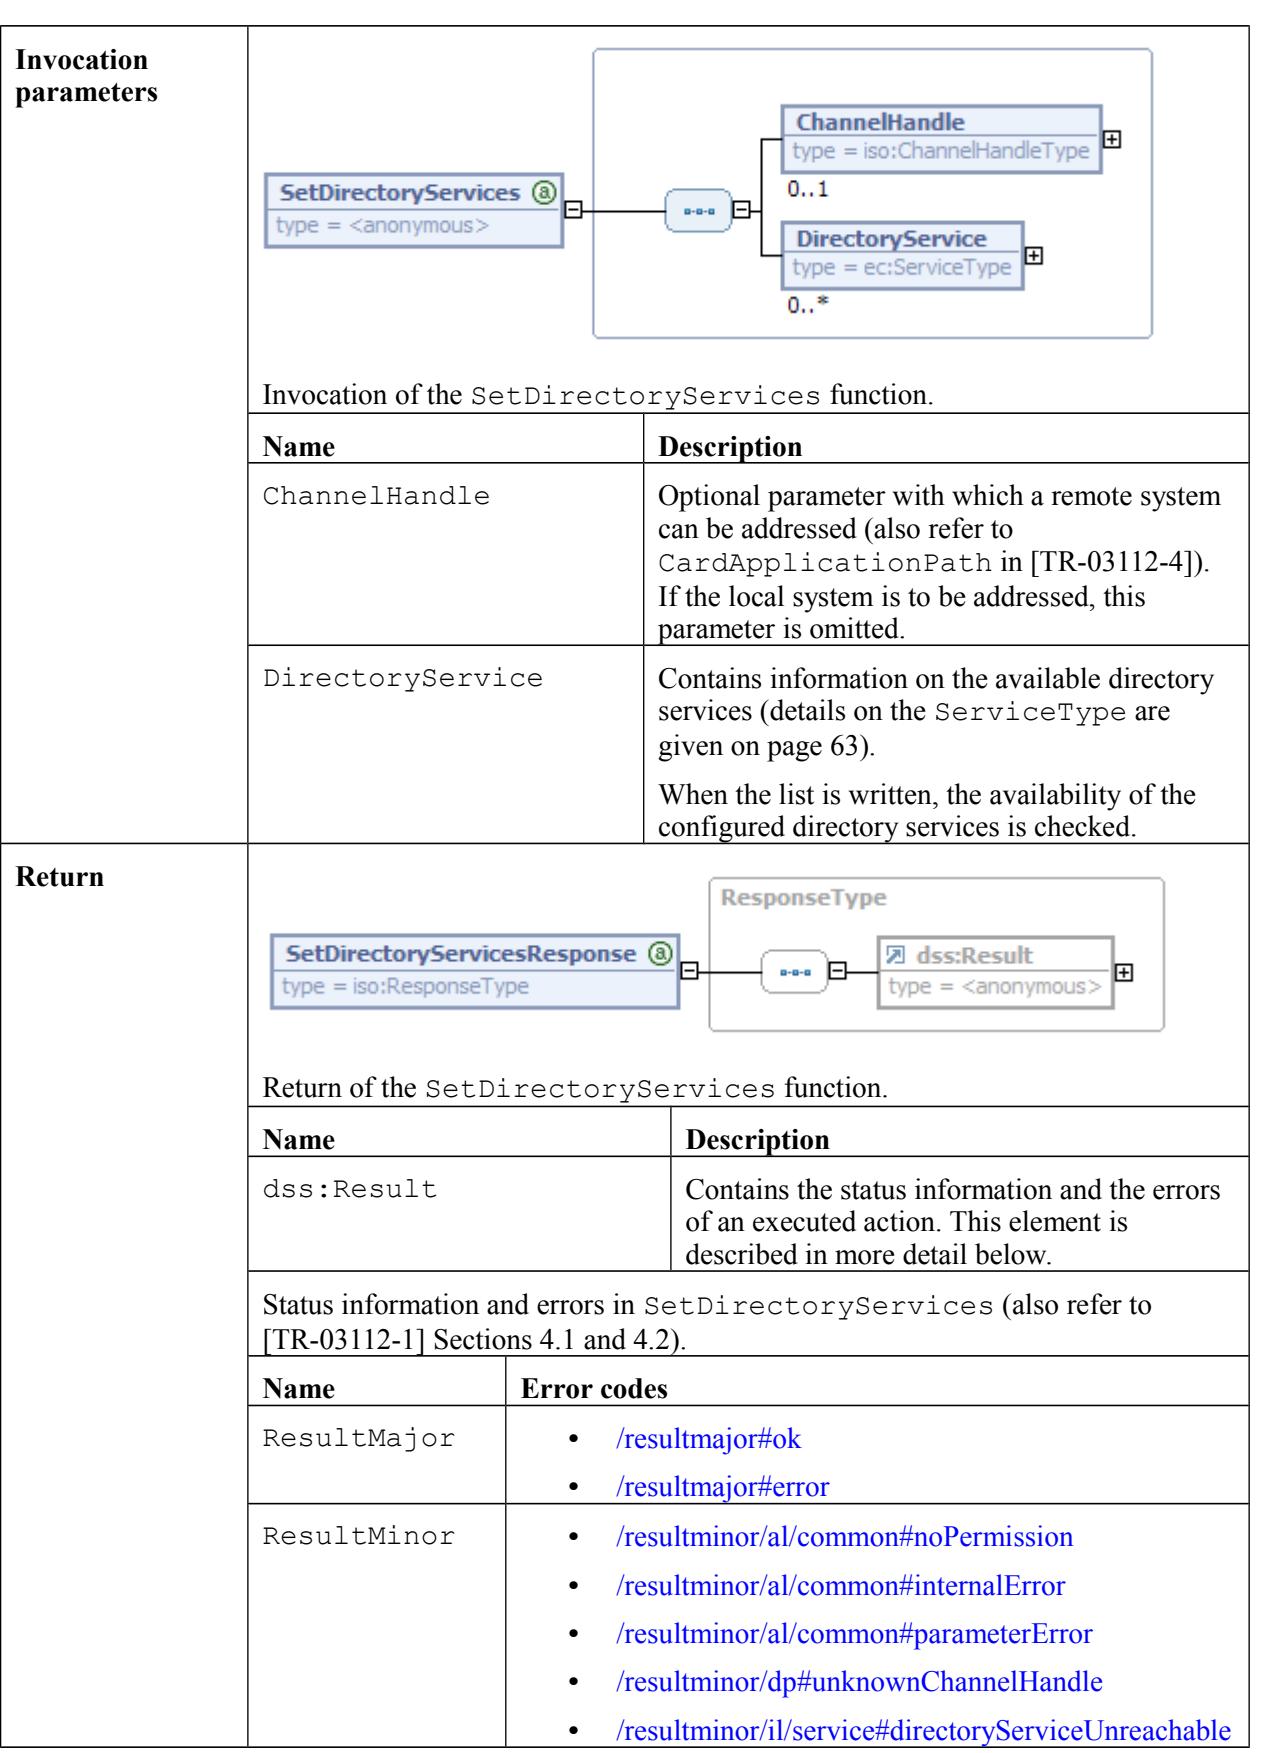 Invocation
parameters
ChannelHandle
type = iso:ChannelHandleType
0..1
SetDirectoryServices @
type = <anonymous>
DirectoryService
type = ec:ServiceType
0..*
Invocation of the SetDirectoryServices function.
Name Description
ChannelHandle Optional parameter with which a remote system
can be addressed (also refer to
CardApplicationPath in [TR-03112-4]).
If the local system is to be addressed, this
parameter is omitted.
DirectoryService Contains information on the available directory
services (details on the ServiceType are
given on page 63).
When the list is written, the availability of the
configured directory services is checked.
Return
ResponseType
SetDirectoryServicesResponse @
type = iso:ResponseType
dss:Result
type = <anonymous>
Return of the SetDirectoryServices function.
Name Description
dss:Result Contains the status information and the errors
of an executed action. This element is
described in more detail below.
Status information and errors in SetDirectoryServices (also refer to
[TR-03112-1] Sections 4.1 and 4.2).
Name Error codes
ResultMajor • /resultmajor#ok
• /resultmajor#error
ResultMinor • /resultminor/al/common#noPermission
• /resultminor/al/common#internalError
• /resultminor/al/common#parameterError
• /resultminor/dp#unknownChannelHandle
• /resultminor/il/service#directoryServiceUnreachable